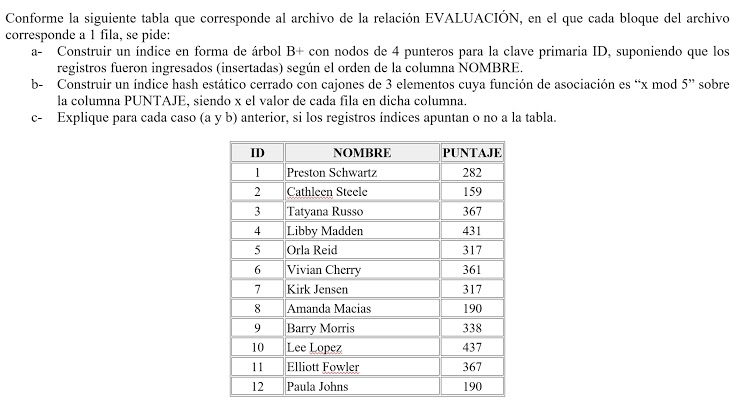 Conforme la siguiente tabla que corresponde al archivo de la relación EVALUACIÓN, en el que cada bloque del archivo
corresponde a 1 fila, se pide:
a- Construir un índice en forma de árbol B+ con nodos de 4 punteros para la clave primaria ID, suponiendo que los
registros fueron ingresados (insertadas) según el orden de la columna NOMBRE.
b- Construir un índice hash estático cerrado con cajones de 3 elementos cuya función de asociación es “x mod 5” sobre
la columna PUNTAJE, siendo x el valor de cada fila en dicha columna.
c- Explique para cada caso (a y b) anterior, si los registros índices apuntan o no a la tabla.
ID NOMBRE PUNTAJE
1 Preston Schwartz 282
2 Cathleen Steele 159
3 Tatyana Russo 367
4 Libby Madden 431
5 Orla Reid 317
6 Vivian Cherry 361
7 Kirk Jensen 317
8 Amanda Macias 190
9 Barry Morris 338
10 Lee Lopez 437
11 Elliott Fowler 367
12 Paula Johns 190